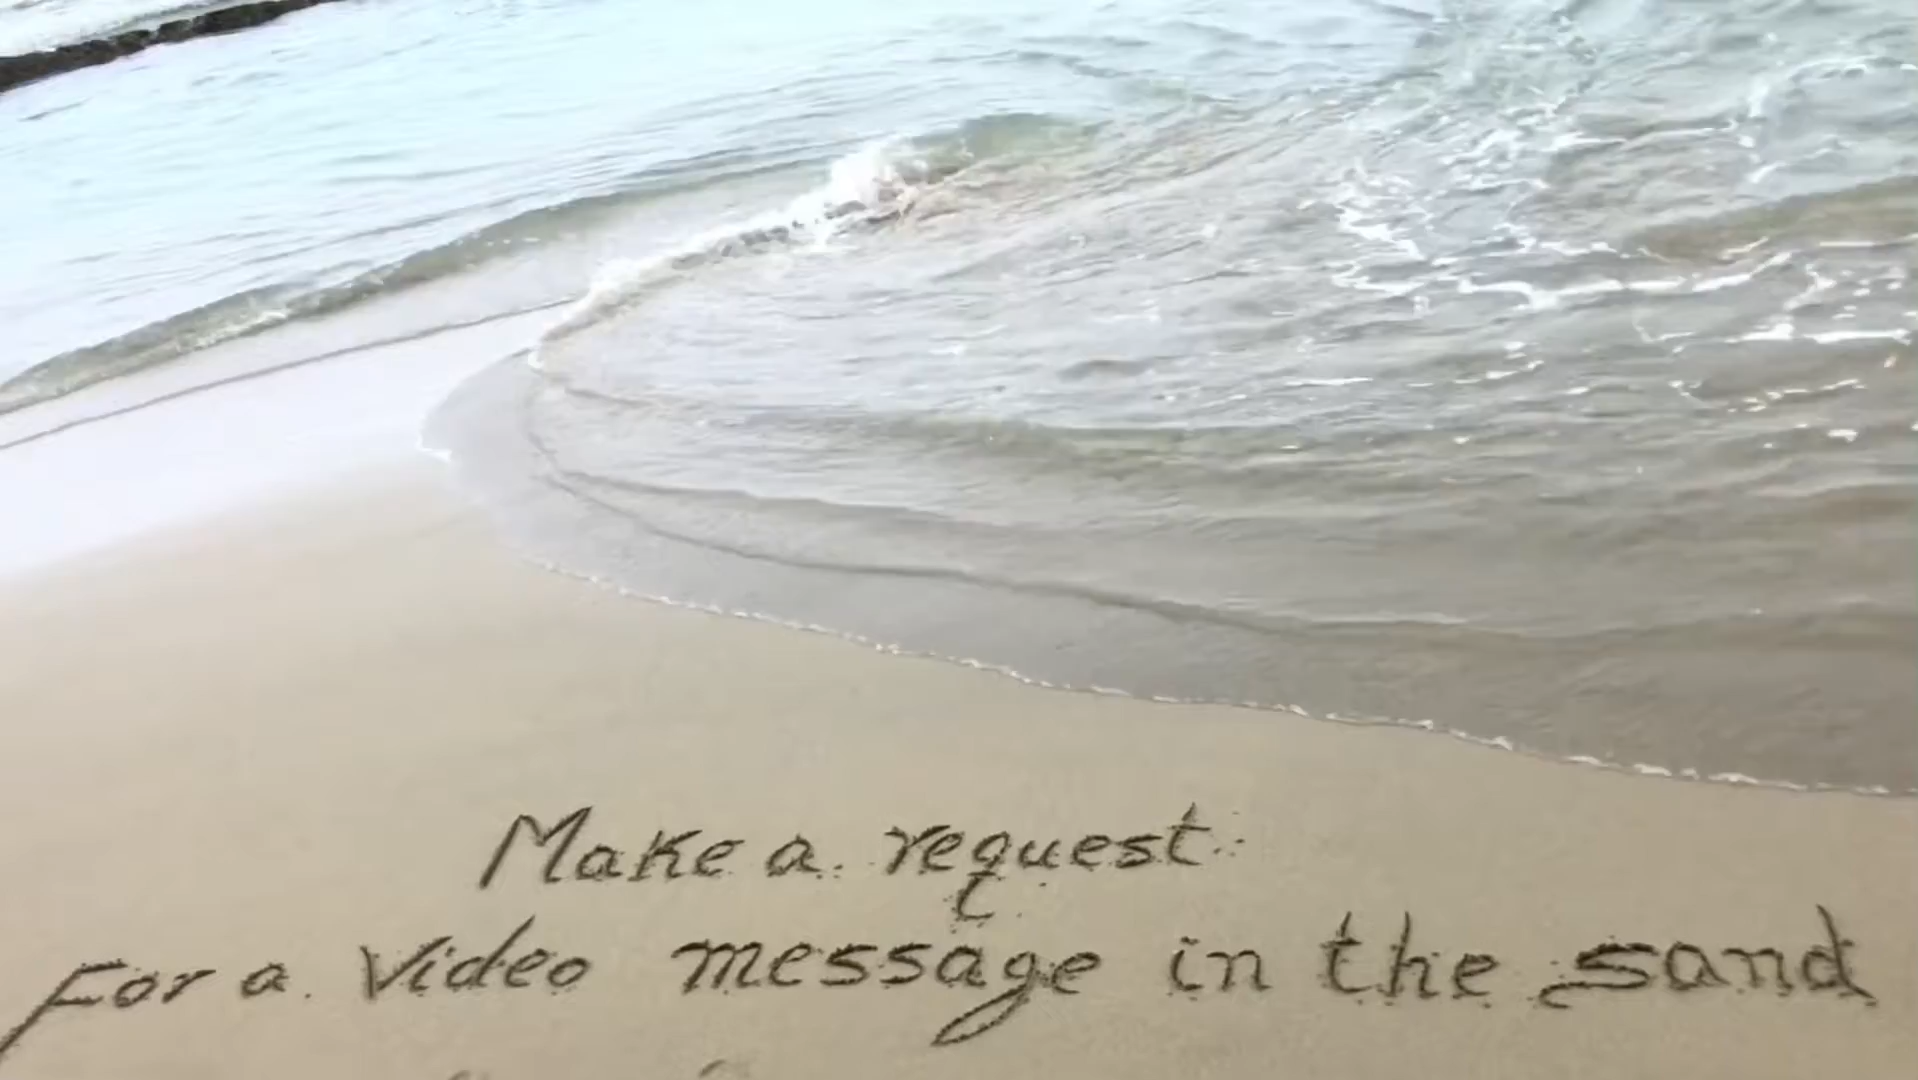 Make a request
For a Video message in the sand